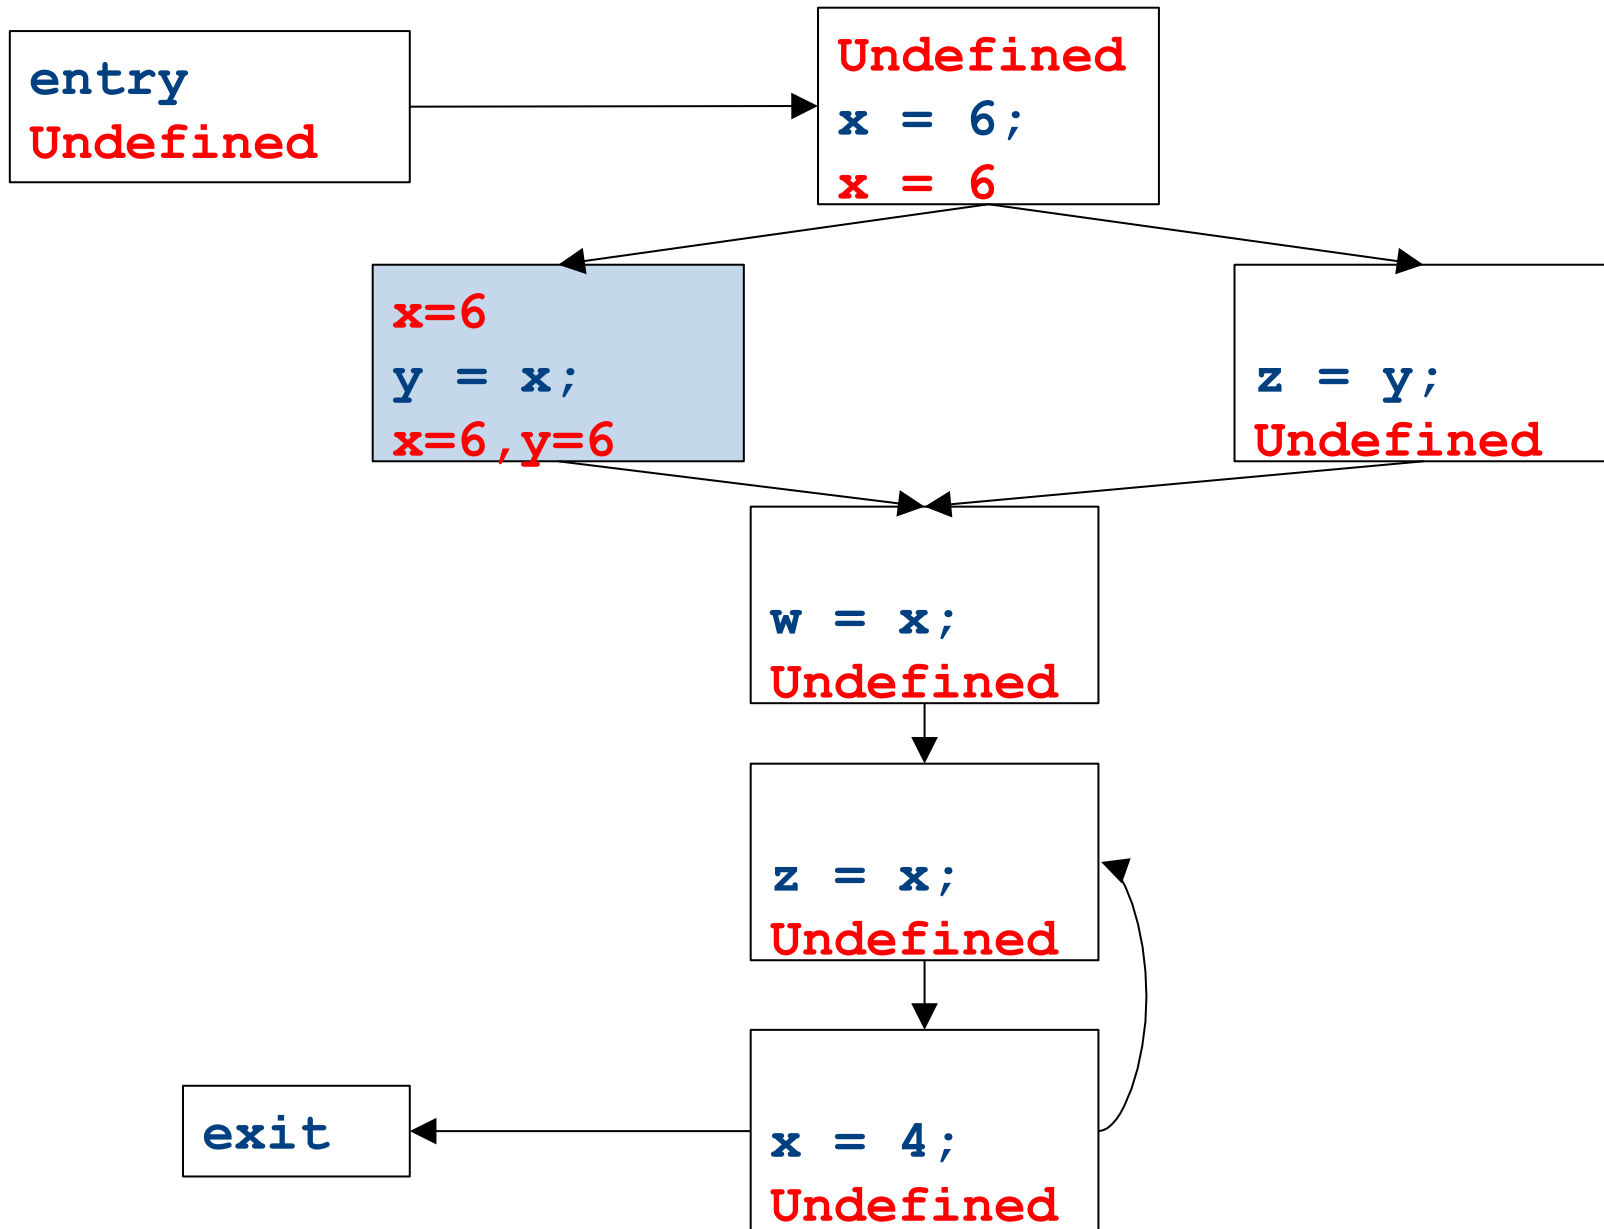 entry
Undefined
Undefined
x = 6;
x = 6
x=6
y = x;
x=6,y=6
z = y;
Undefined
w = x;
Undefined
z = x;
Undefined
exit
x = 4;
Undefined